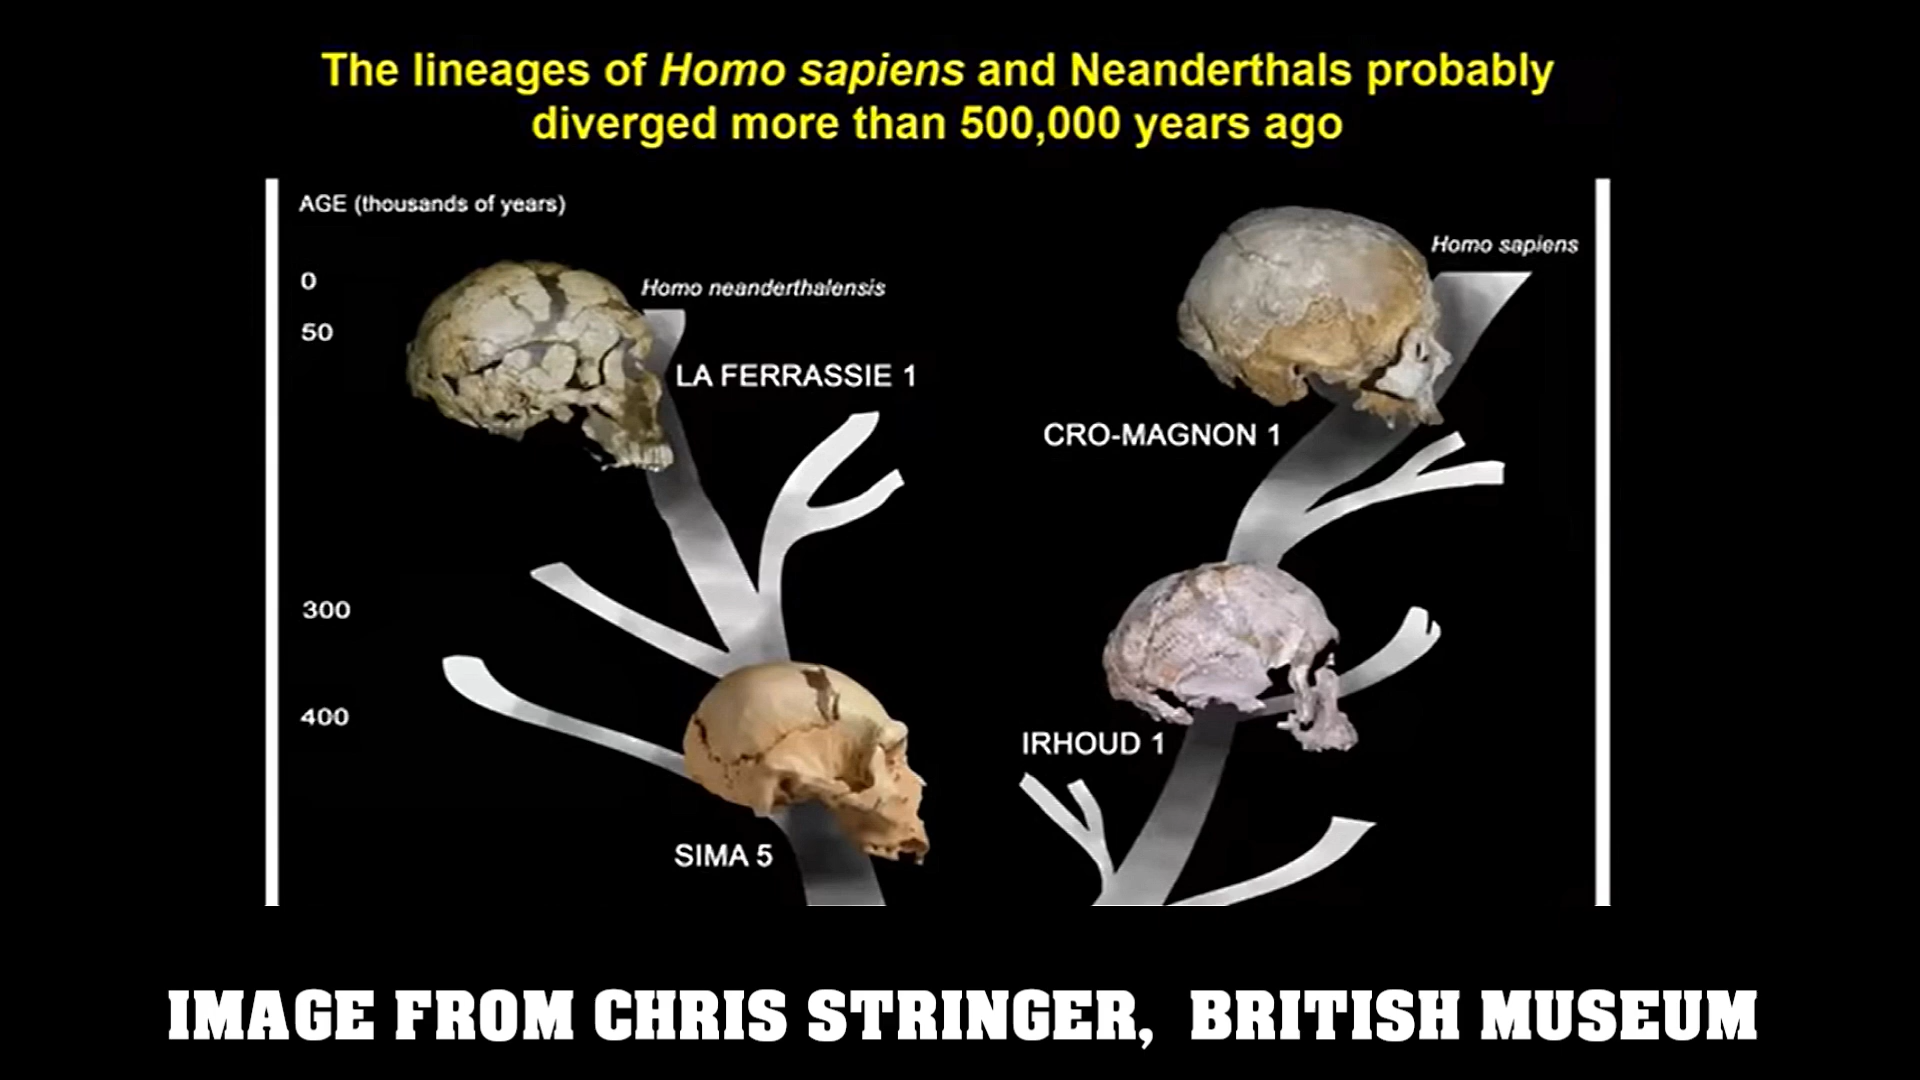 The lineages of Homo sapiens and Neanderthals probably
diverged more than 500,000 years ago
AGE (thousands of years)
Homo sapiens
0
Homo neanderthalensis
50
LA FERRASSIE 1
CRO-MAGNON 1
300
400
IRHOUD 1
SIMA 5
IMAGE FROM CHRIS STRINGER, BRITISH MUSEUM